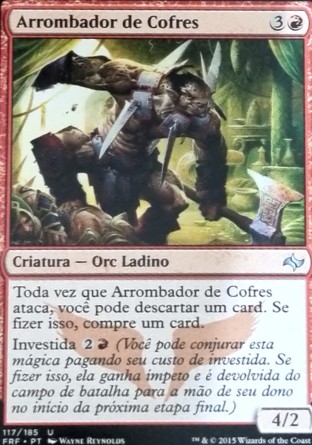 Arrombador de Cofres 3
Criatura — Orc Ladino
Toda vez que Arrombador de Cofres
ataca, você pode descartar um card. Se
fizer isso, compre um card.
Investida 2 (Você pode conjurar esta
mágica pagando seu custo de investida. Se
fizer isso, ela ganha ímpeto e é devolvida do
campo de batalha para a mão de seu dono
no início da próxima etapa final.)
4/2
117/185 U
FRF • PT Wayne Reynolds
™ & © 2015 Wizards of the Coast